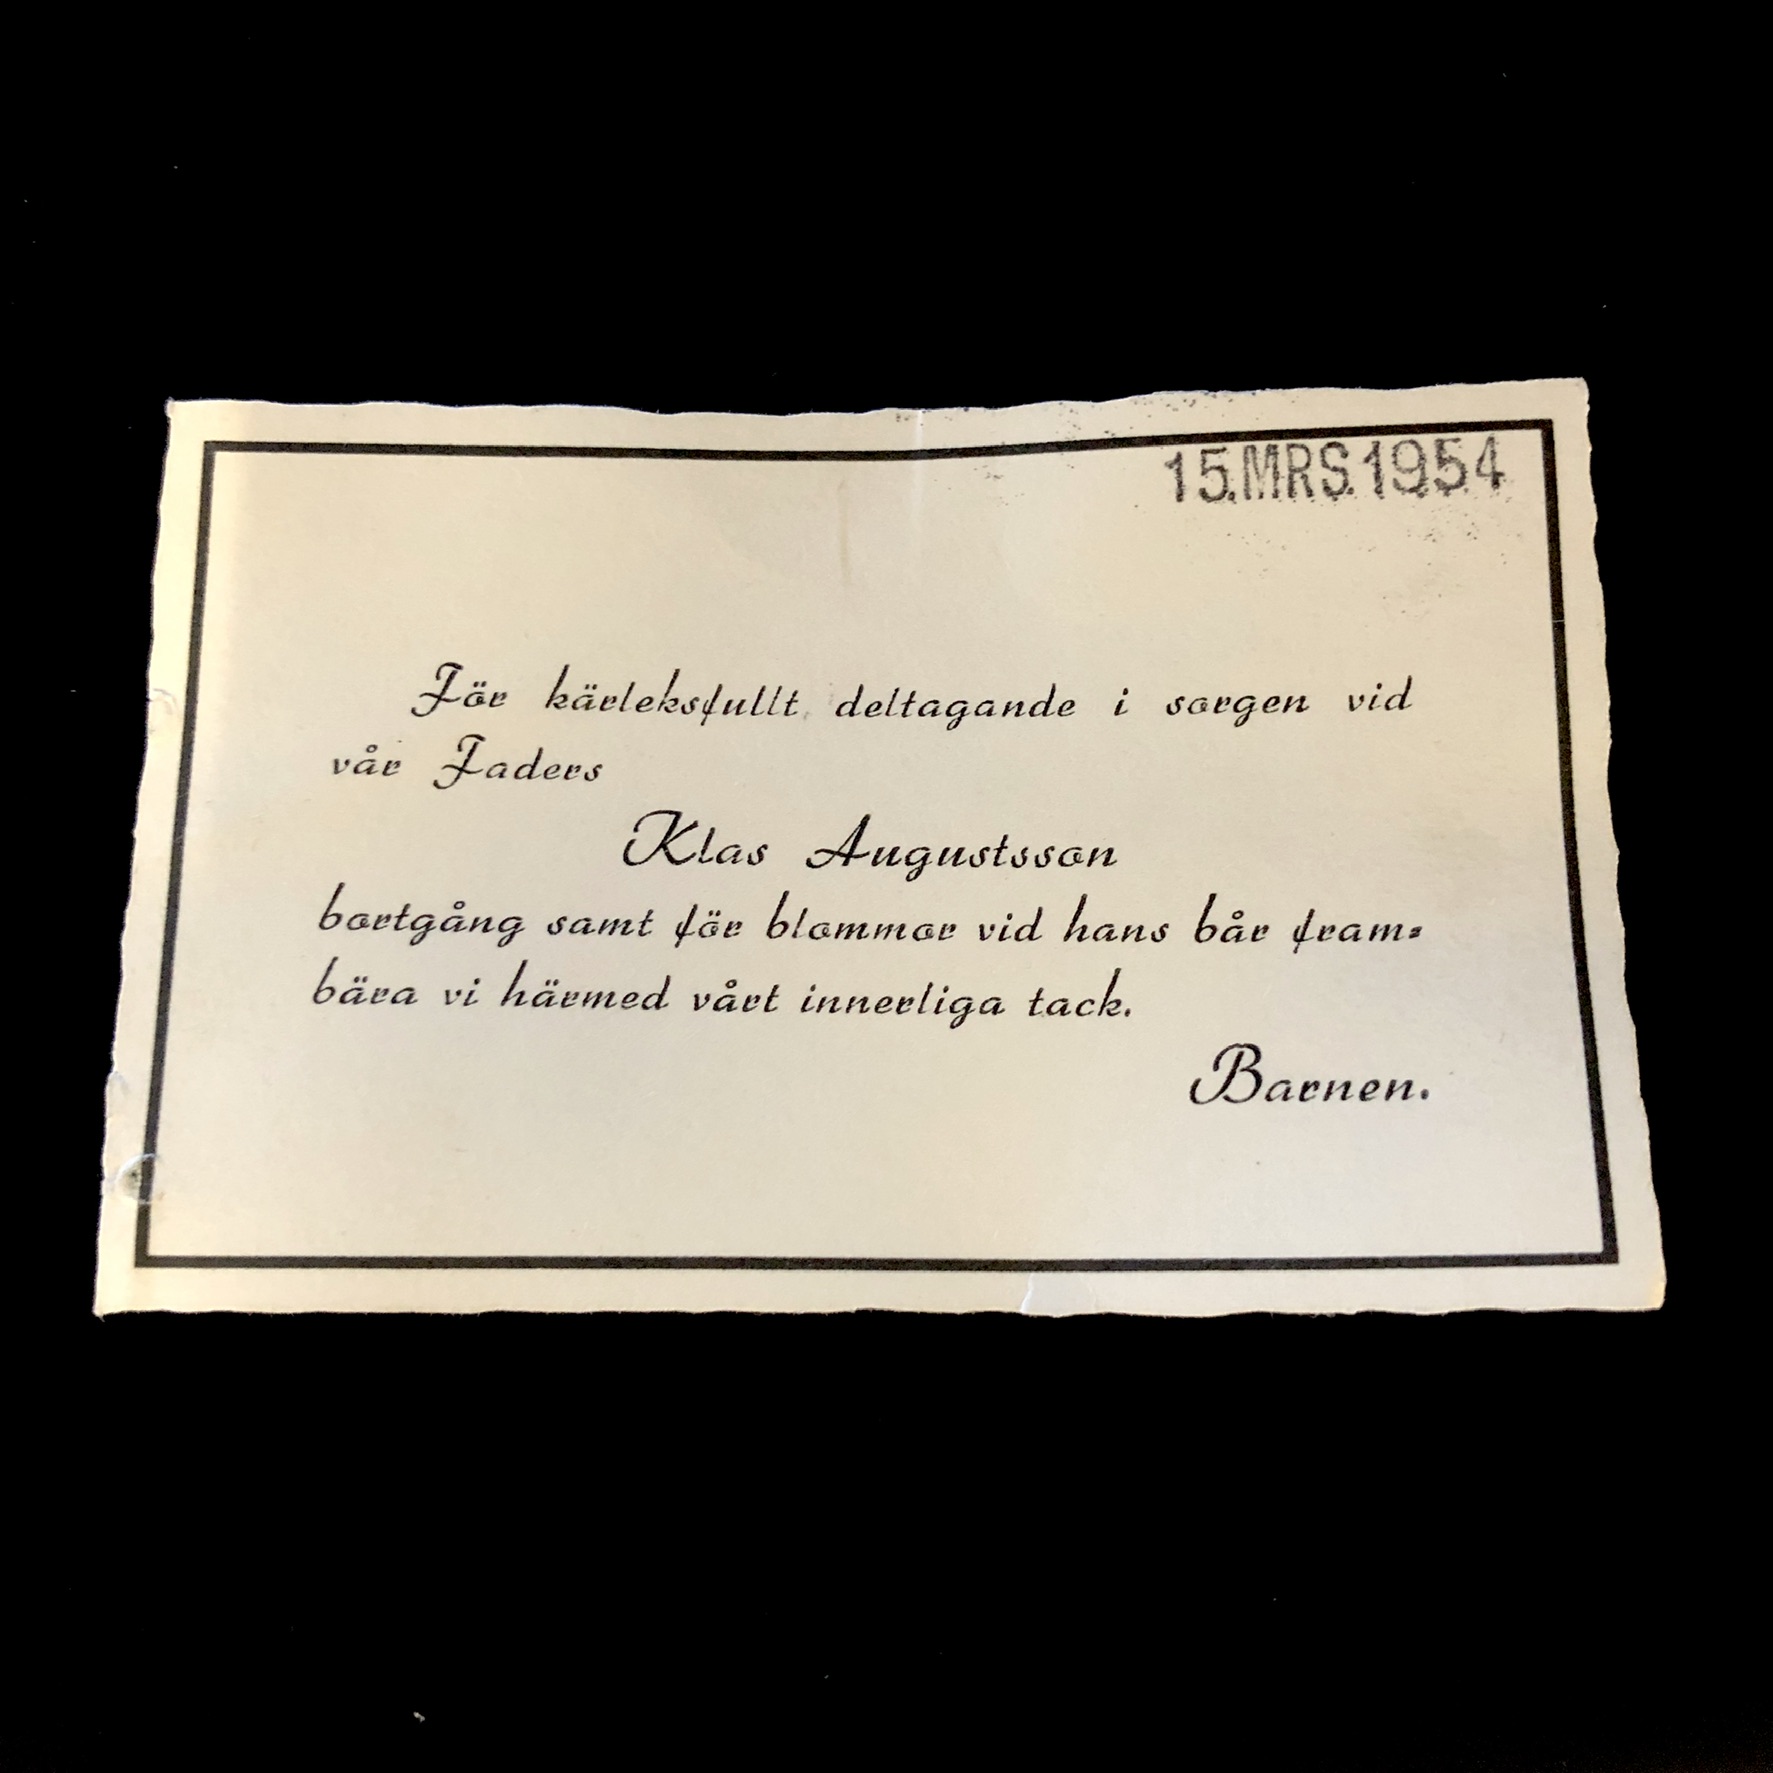 15.MRS.1954
För kärleksfullt deltagande i sorgen vid
vår Faders
Klas Augustsson
bortgång samt för blommor vid hans bår fram=
bära vi härmed vårt innerliga tack.
Barnen.